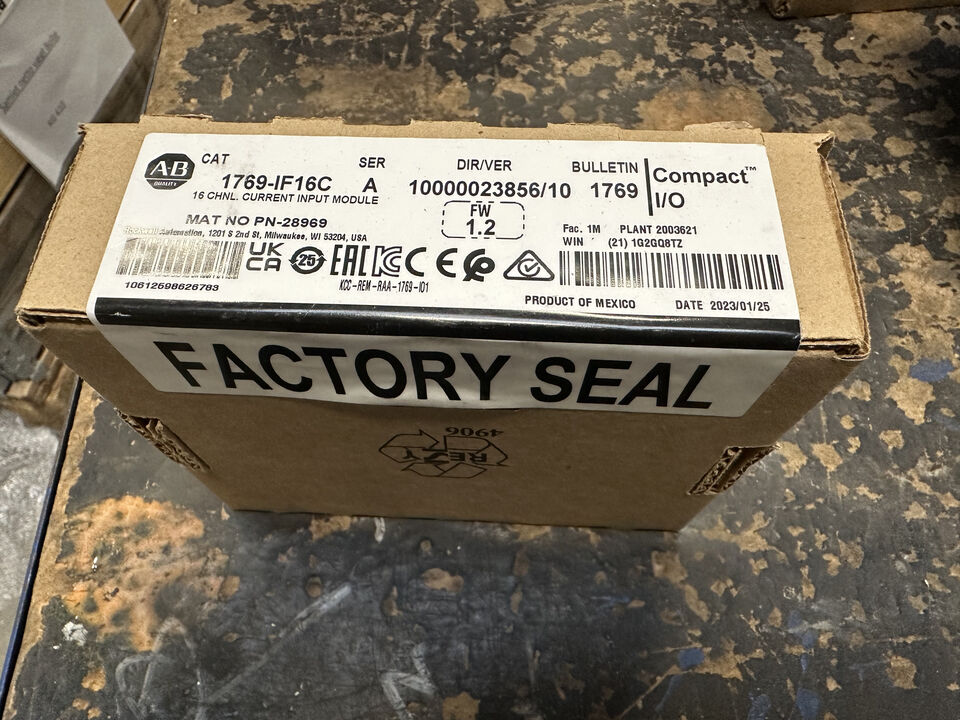 A·B
QUALITY
CAT
1769-IF16C
16 CHNL. CURRENT INPUT MODULE
SER
A
DIR/VER
10000023856/10
BULLETIN
1769
Compact™
I/O
MAT NO PN-28969
FW
1.2
Automation, 1201 S 2nd St, Milwaukee, WI 53204, USA
Fac. 1M PLANT 2003621
WIN (21) 1G2GQ8TZ
UK
CA
25
EAC
KC
CE
KCC-REM-RAA-1769-I01
10612598626783
PRODUCT OF MEXICO DATE 2023/01/25
FACTORY SEAL
4906